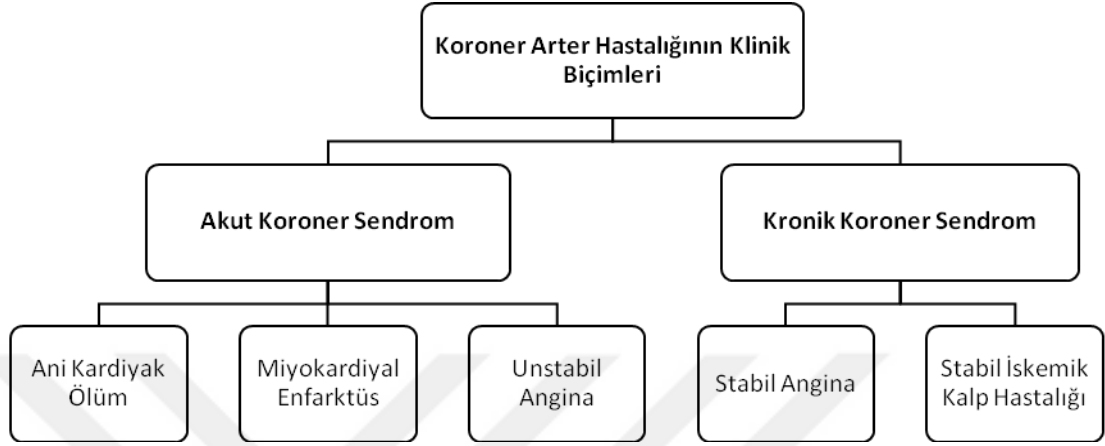 Koroner Arter Hastalığının Klinik
Biçimleri
Akut Koroner Sendrom
Kronik Koroner Sendrom
Ani Kardiyak
Ölüm
Miyokardiyal
Enfarktüs
Unstabil
Angina
Stabil Angina
Stabil İskemik
Kalp Hastalığı